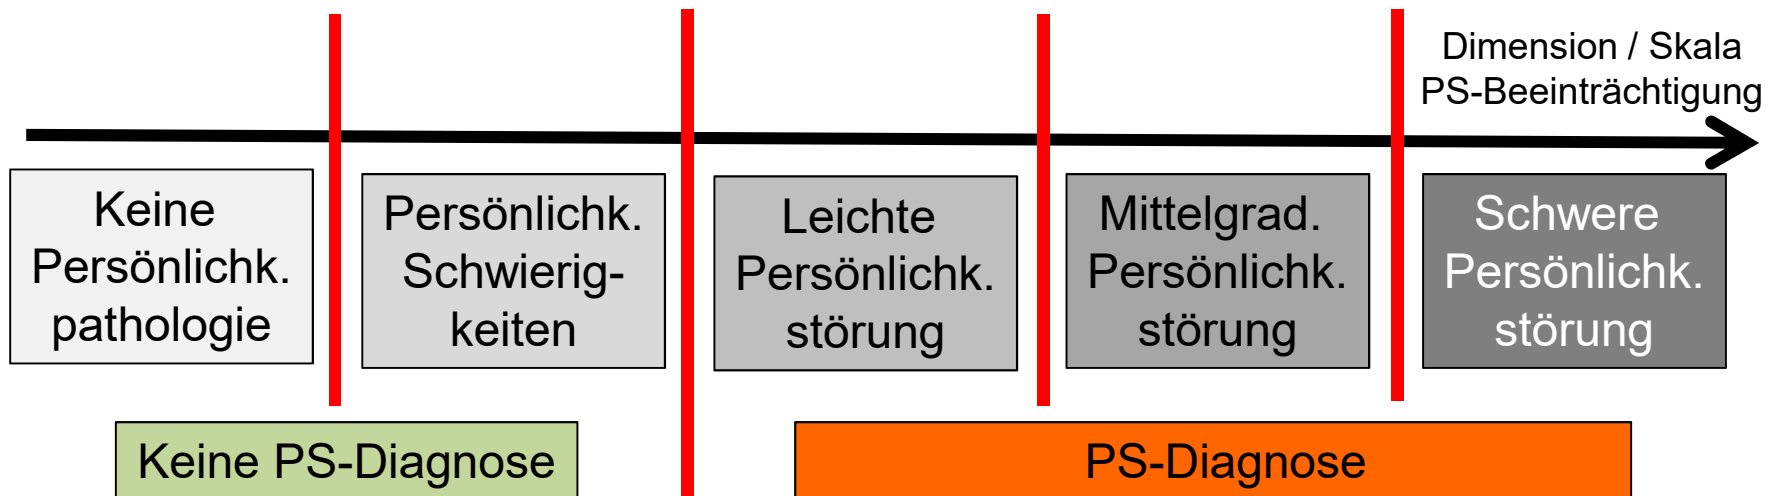 Dimension / Skala
PS-Beeinträchtigung
Keine
Persönlichk.
pathologie
Persönlichk.
Schwierig-
keiten
Leichte
Persönlichk.
störung
Mittelgrad.
Persönlichk.
störung
Schwere
Persönlichk.
störung
Keine PS-Diagnose
PS-Diagnose